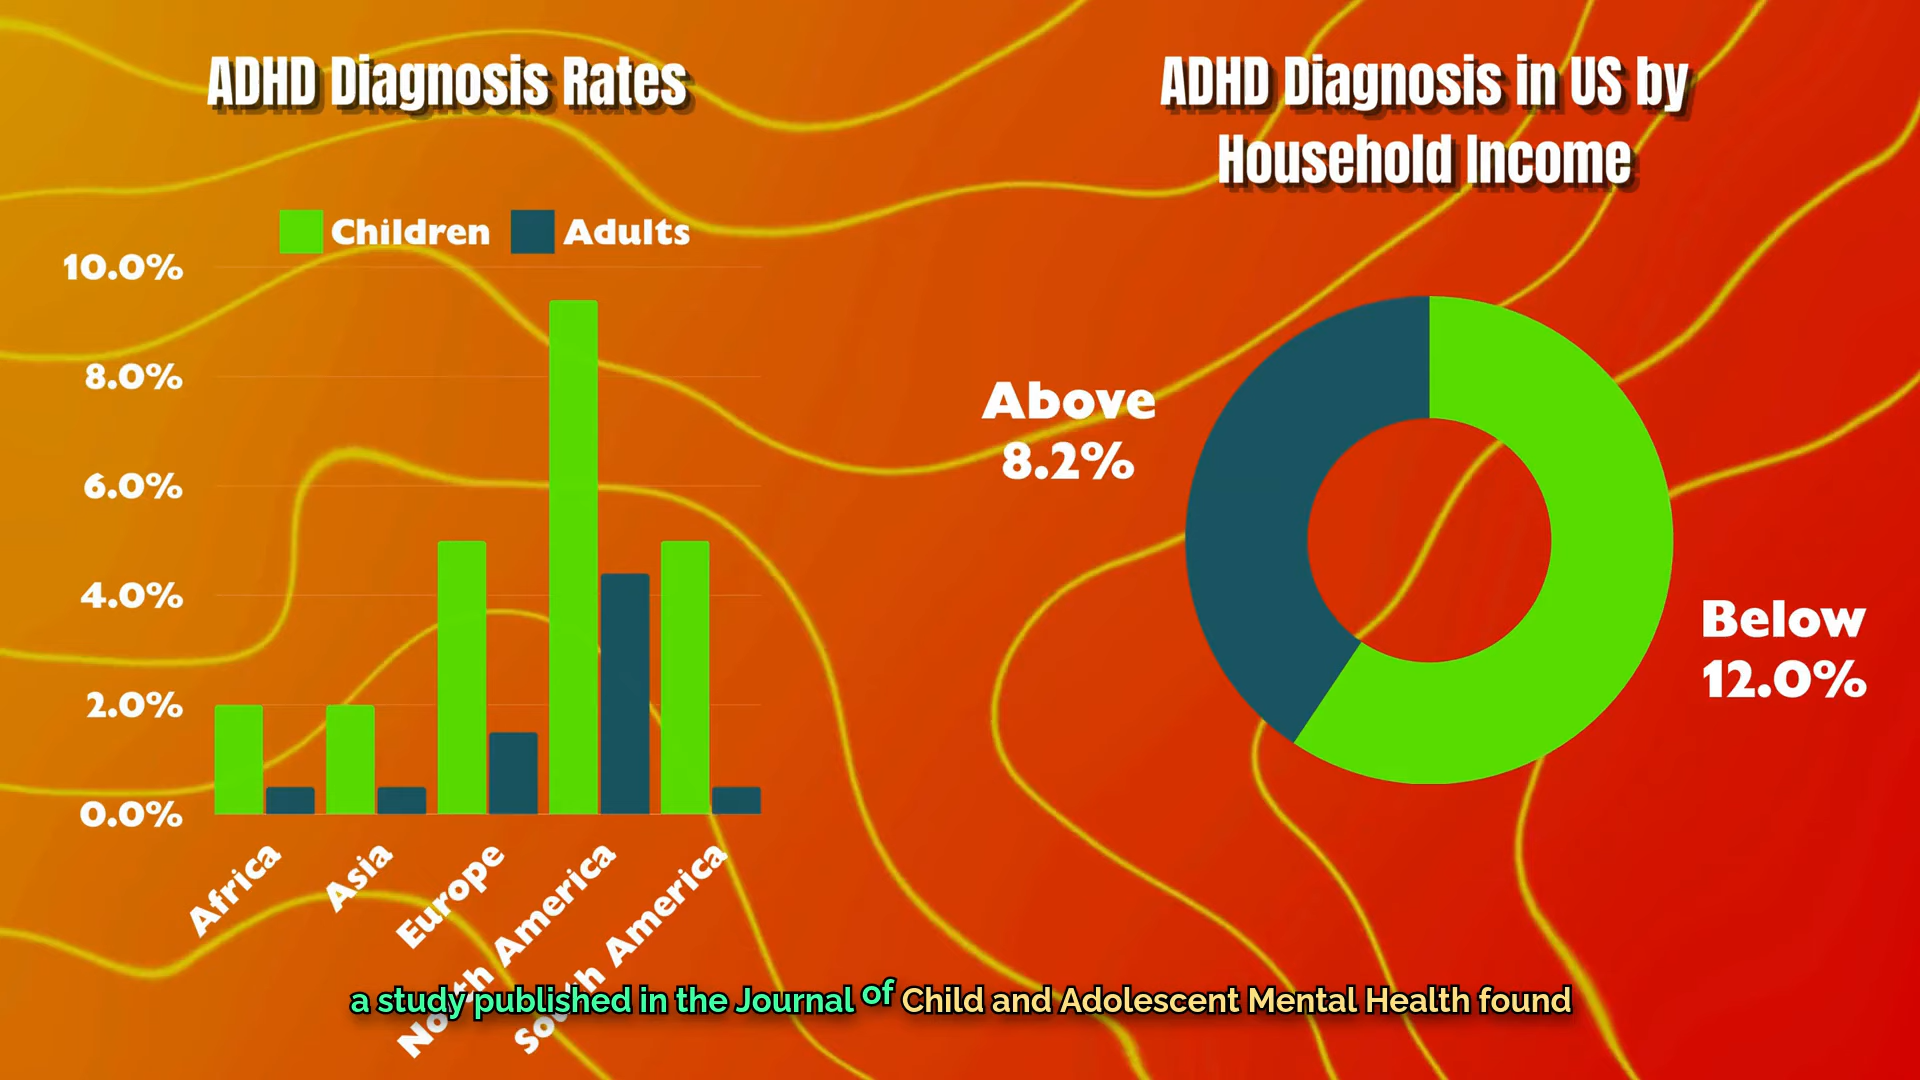 ADHD Diagnosis Rates
Children Adults
10.0%
8.0%
6.0%
4.0%
2.0%
0.0%
Africa
Asia
Europe
North America
South America
ADHD Diagnosis in US by
Household Income
Above
8.2%
Below
12.0%
a study published in the Journal of Child and Adolescent Mental Health found